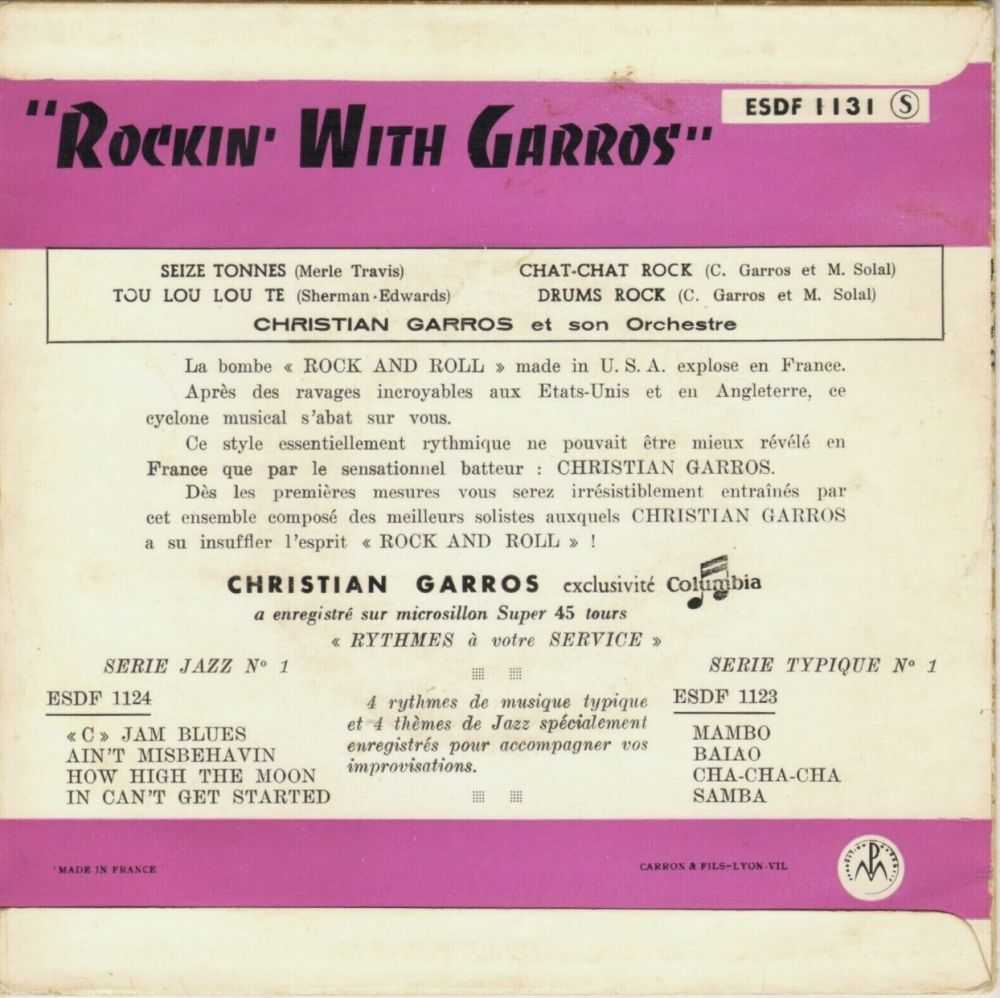 "ROCKIN' WITH GARROS"
ESDF 1131 Ⓢ
SEIZE TONNES (Merle Travis)
TOU LOU LOU TE (Sherman-Edwards)
CHAT-CHAT ROCK (C. Garros et M. Solal)
DRUMS ROCK (C. Garros et M. Solal)
CHRISTIAN GARROS et son Orchestre
La bombe « ROCK AND ROLL » made in U. S. A. explose en France.
Après des ravages incroyables aux Etats-Unis et en Angleterre, ce
cyclone musical s'abat sur vous.
Ce style essentiellement rythmique ne pouvait être mieux révélé en
France que par le sensationnel batteur : CHRISTIAN GARROS.
Dès les premières mesures vous serez irrésistiblement entraînés par
cet ensemble composé des meilleurs solistes auxquels CHRISTIAN GARROS
a su insuffler l'esprit « ROCK AND ROLL » !
CHRISTIAN GARROS exclusivité Columbia
a enregistré sur microsillon Super 45 tours
« RYTHMES à votre SERVICE »
SERIE JAZZ N° 1
ESDF 1124
« C » JAM BLUES
AIN'T MISBEHAVIN
HOW HIGH THE MOON
IN CAN'T GET STARTED
4 rythmes de musique typique
et 4 thèmes de Jazz spécialement
enregistrés pour accompagner vos
improvisations.
SERIE TYPIQUE N° 1
ESDF 1123
MAMBO
BAIAO
CHA-CHA-CHA
SAMBA
MADE IN FRANCE
CARRON & FILS-LYON-VIL